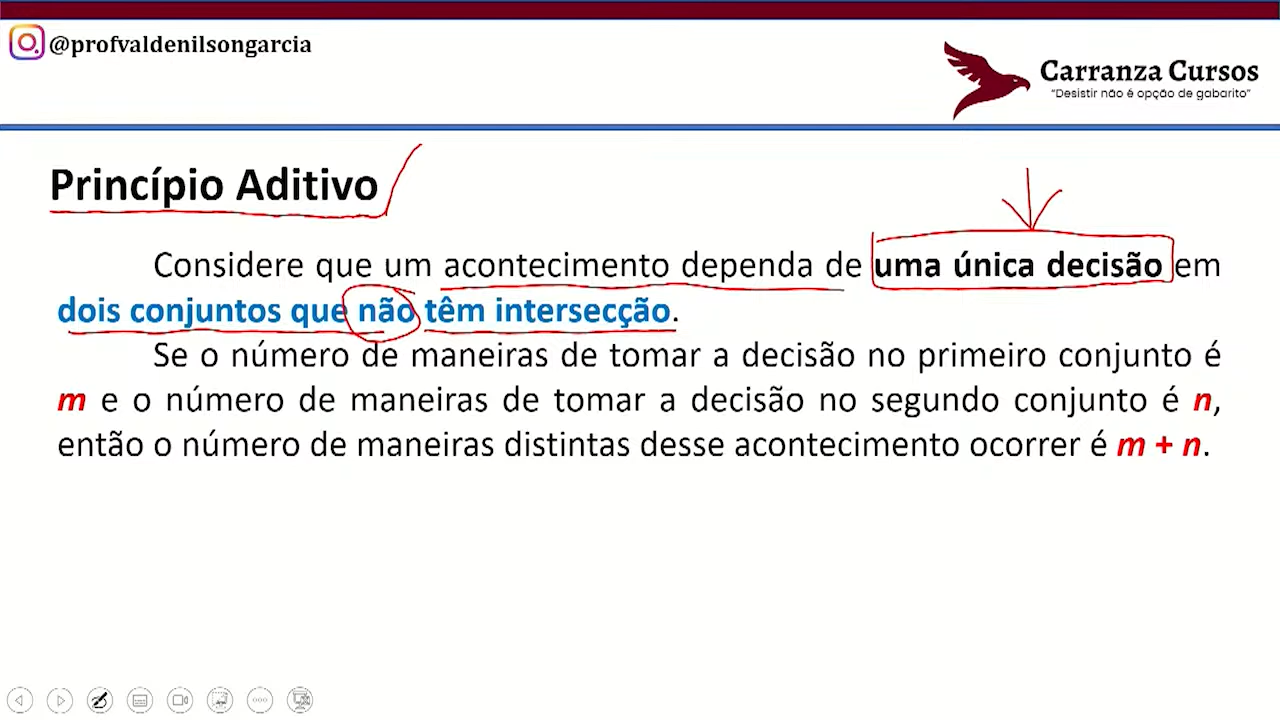 @profvaldenilsongarcia
Carranza Cursos
"Desistir não é opção de gabarito"
Princípio Aditivo
Considere que um acontecimento dependa de uma única decisão em
dois conjuntos que não têm intersecção.
Se o número de maneiras de tomar a decisão no primeiro conjunto é
m e o número de maneiras de tomar a decisão no segundo conjunto é n,
então o número de maneiras distintas desse acontecimento ocorrer é m + n.